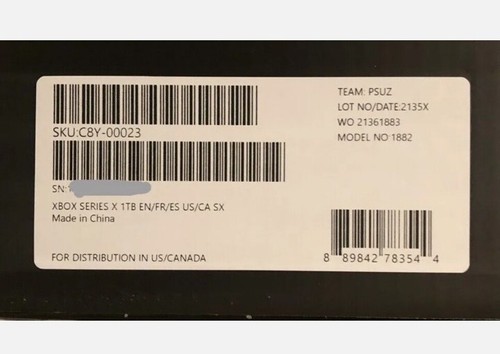 SKU:C8Y-00023
SN:
XBOX SERIES X 1TB EN/FR/ES US/CA SX
Made in China
FOR DISTRIBUTION IN US/CANADA
TEAM: PSUZ
LOT NO/DATE:2135X
WO 21361883
MODEL NO 1882
8 89842 78354 4